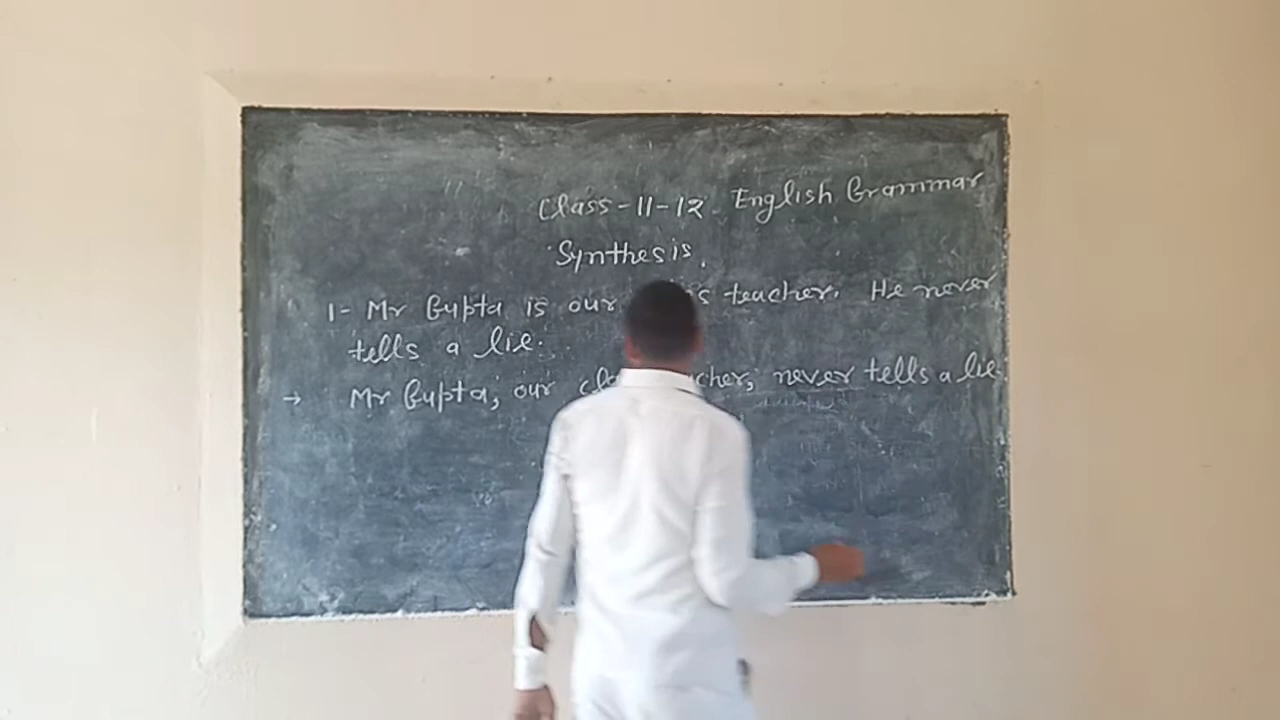 Class-11-12 English Grammar
Synthesis.
1- Mr Gupta is our teacher. He never
tells a lie.
→ Mr Gupta, our never tells a lie.